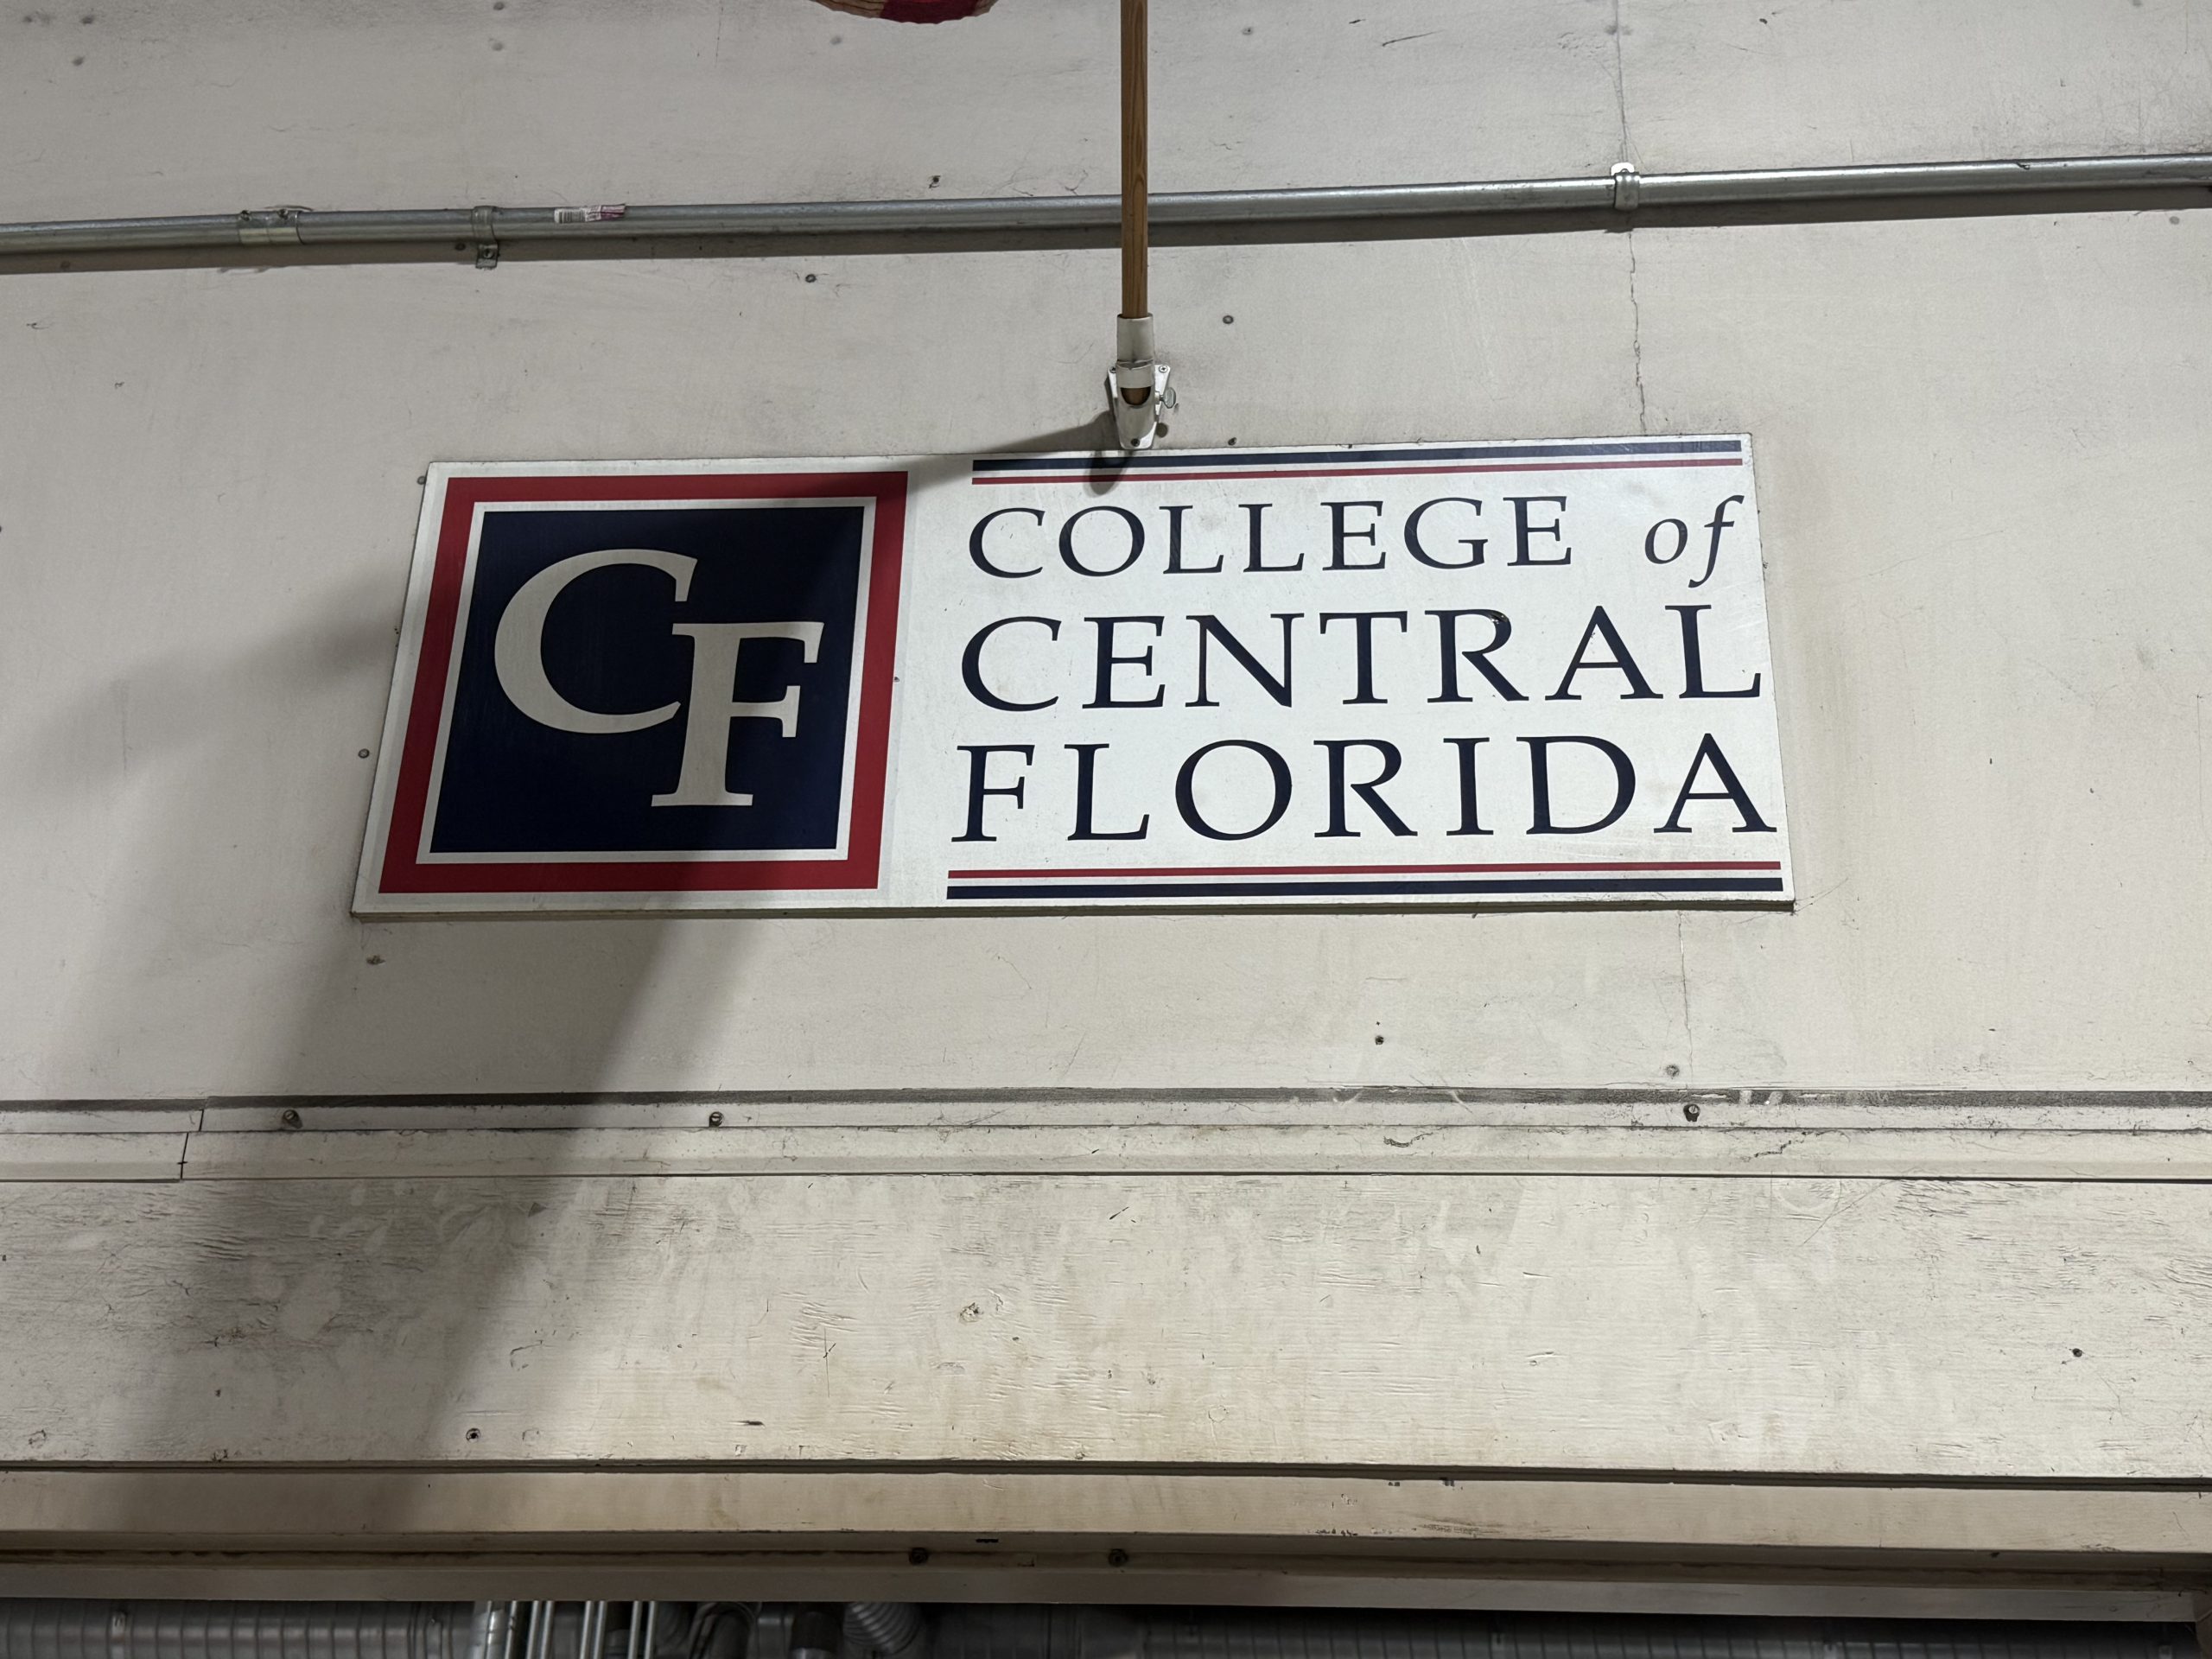 CF
COLLEGE of
CENTRAL
FLORIDA